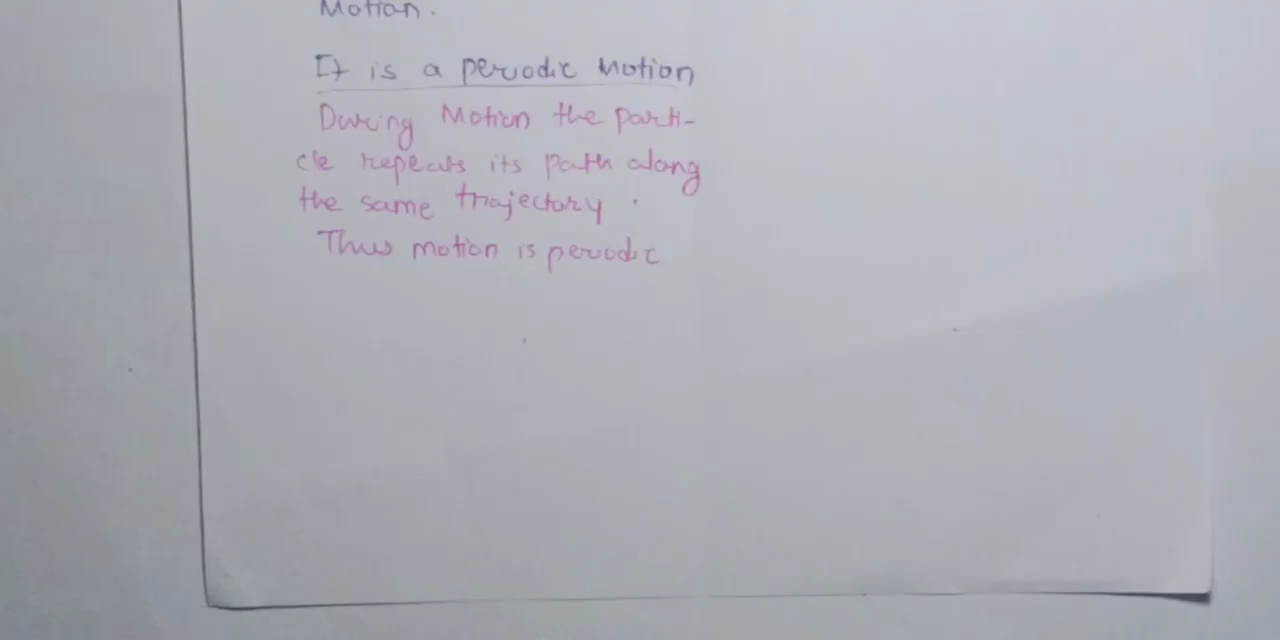 Motion.
It is a periodic Motion
During Motion the parti-
cle repeats its path along
the same trajectory.
Thus motion is periodic